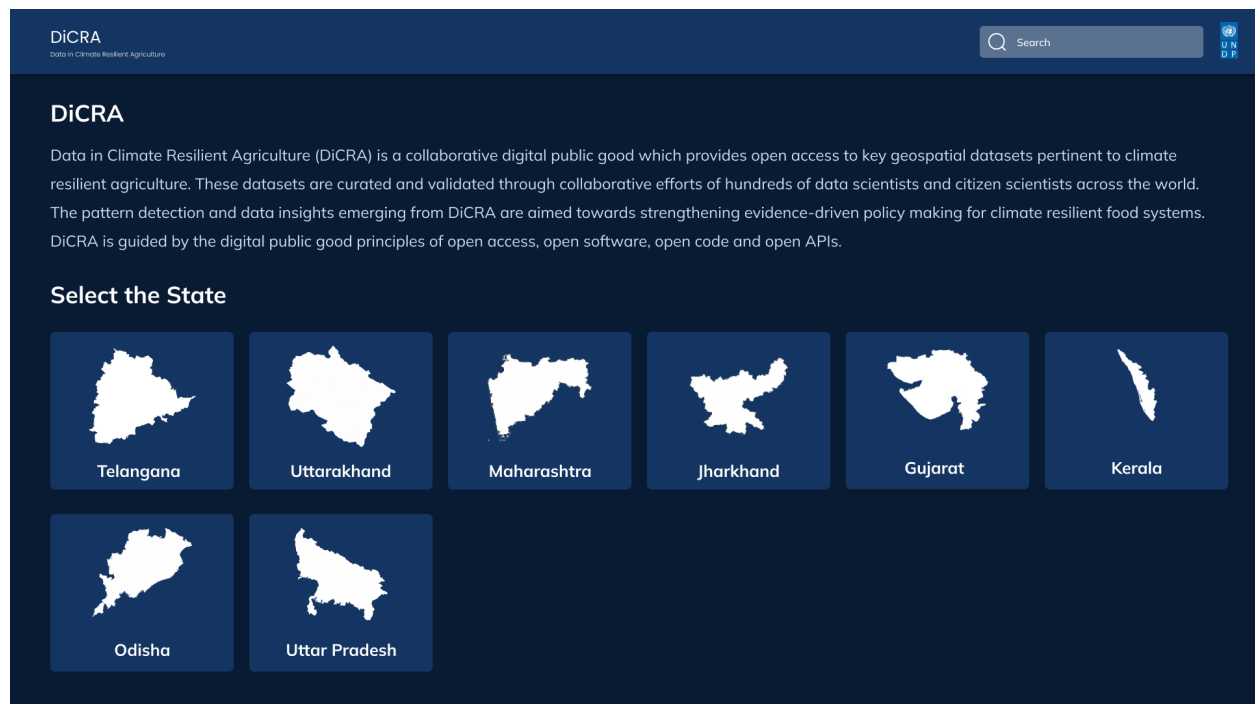 DiCRA
Data in Climate Resilient Agriculture
Search
U N
D P
DiCRA
Data in Climate Resilient Agriculture (DiCRA) is a collaborative digital public good which provides open access to key geospatial datasets pertinent to climate
resilient agriculture. These datasets are curated and validated through collaborative efforts of hundreds of data scientists and citizen scientists across the world.
The pattern detection and data insights emerging from DiCRA are aimed towards strengthening evidence-driven policy making for climate resilient food systems.
DiCRA is guided by the digital public good principles of open access, open software, open code and open APIs.
Select the State
Telangana
Uttarakhand
Maharashtra
Jharkhand
Gujarat
Kerala
Odisha
Uttar Pradesh